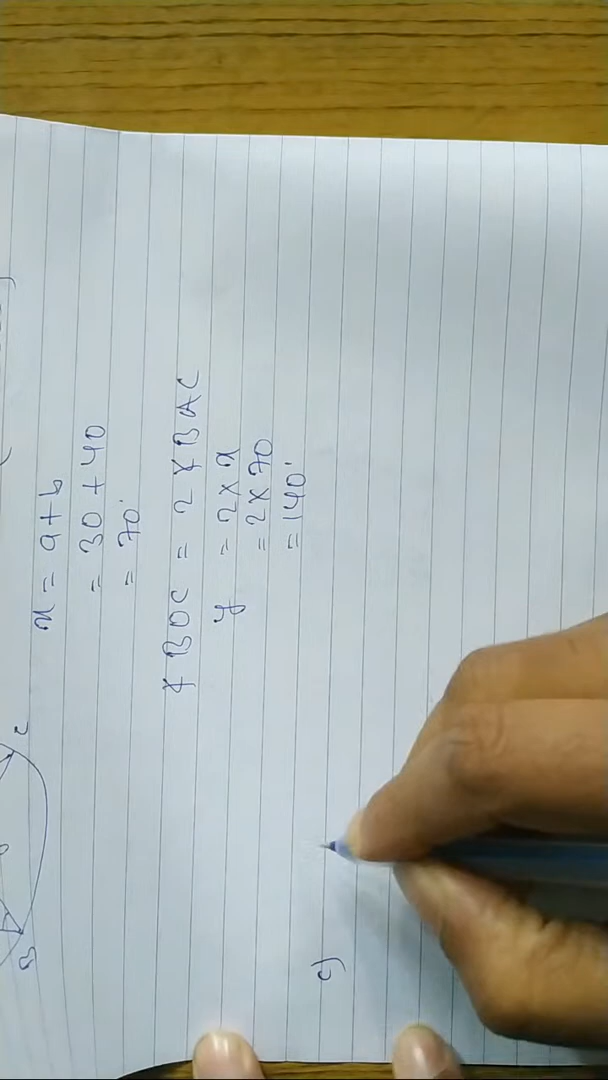 C
O
B
x = a+b
= 30 + 40
= 70°
∠BOC = 2 ∠BAC
y = 2 × x
= 2 × 70
= 140°
c)